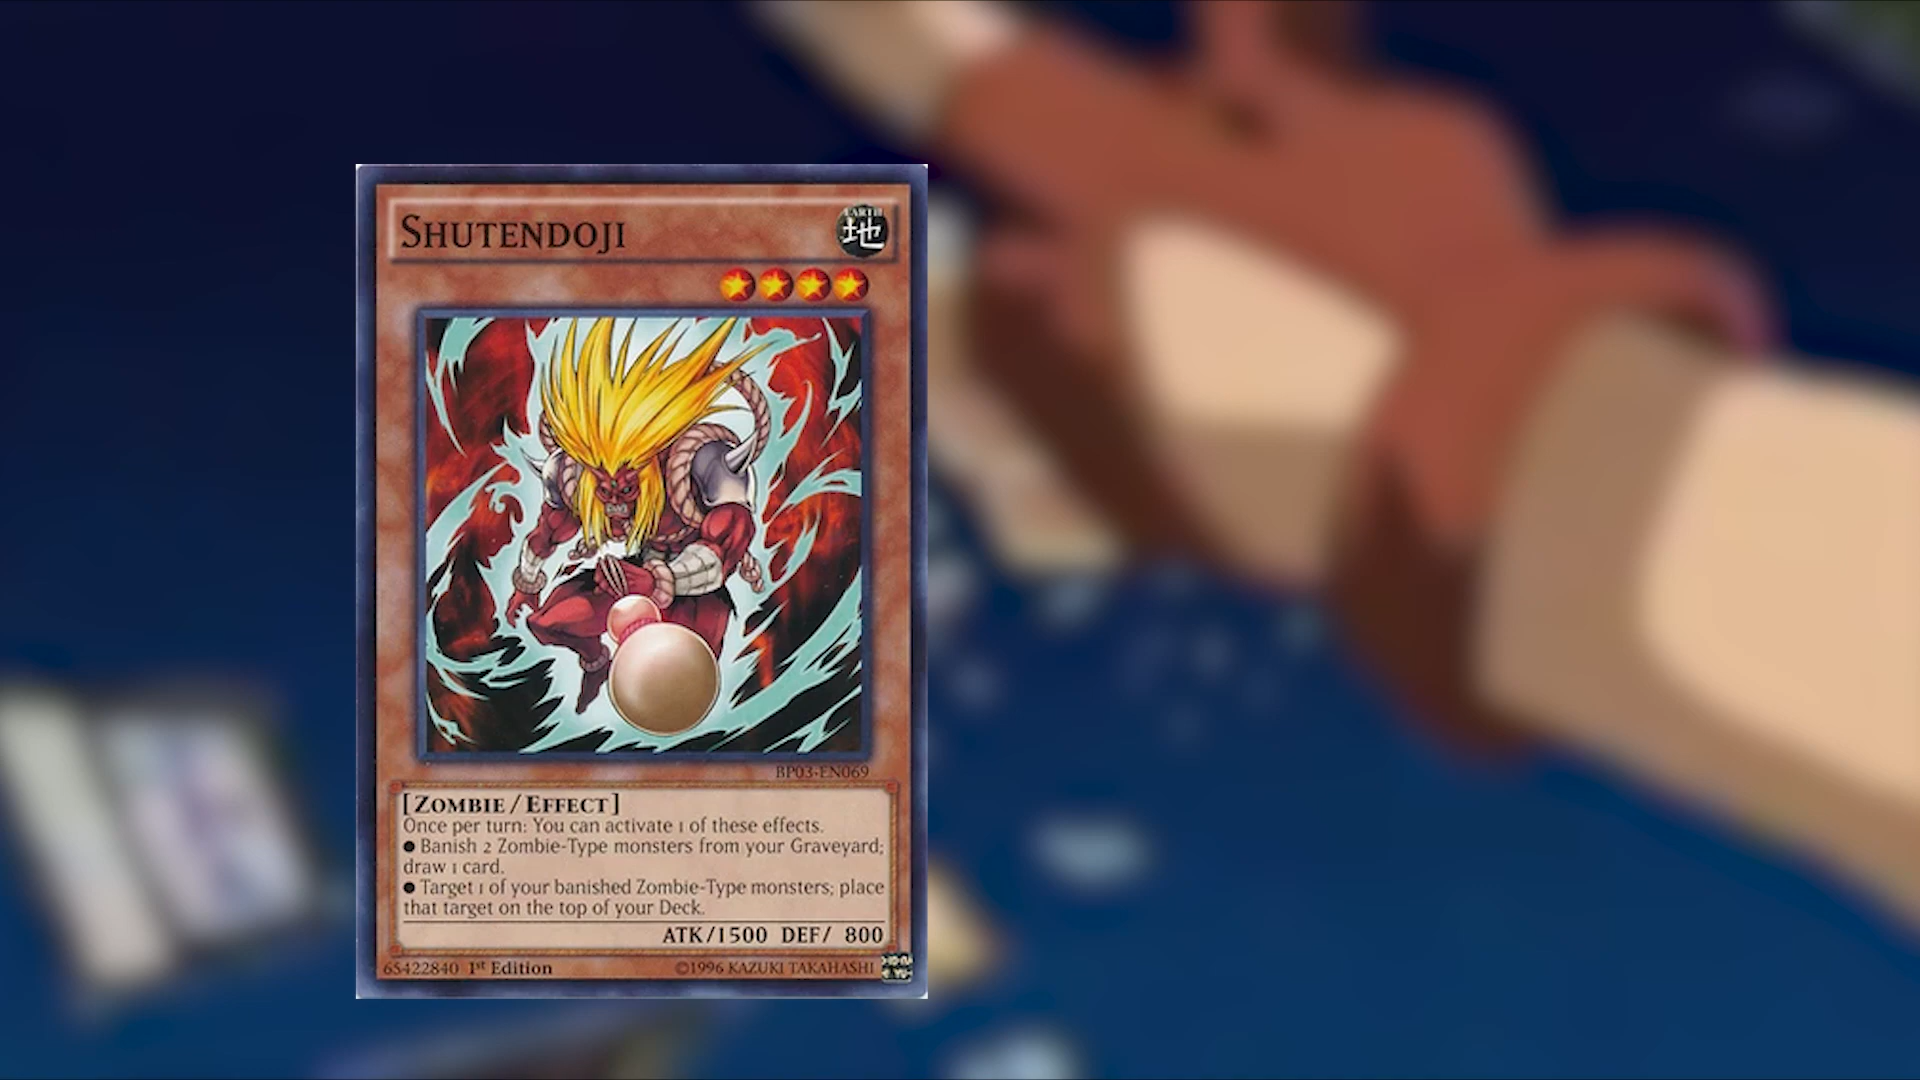 SHUTENDOJI
EARTH
地
BP03-EN069
[ZOMBIE/EFFECT]
Once per turn: You can activate 1 of these effects.
● Banish 2 Zombie-Type monsters from your Graveyard;
draw 1 card.
● Target 1 of your banished Zombie-Type monsters; place
that target on the top of your Deck.
ATK/1500 DEF/ 800
65422840 1st Edition
©1996 KAZUKI TAKAHASHI